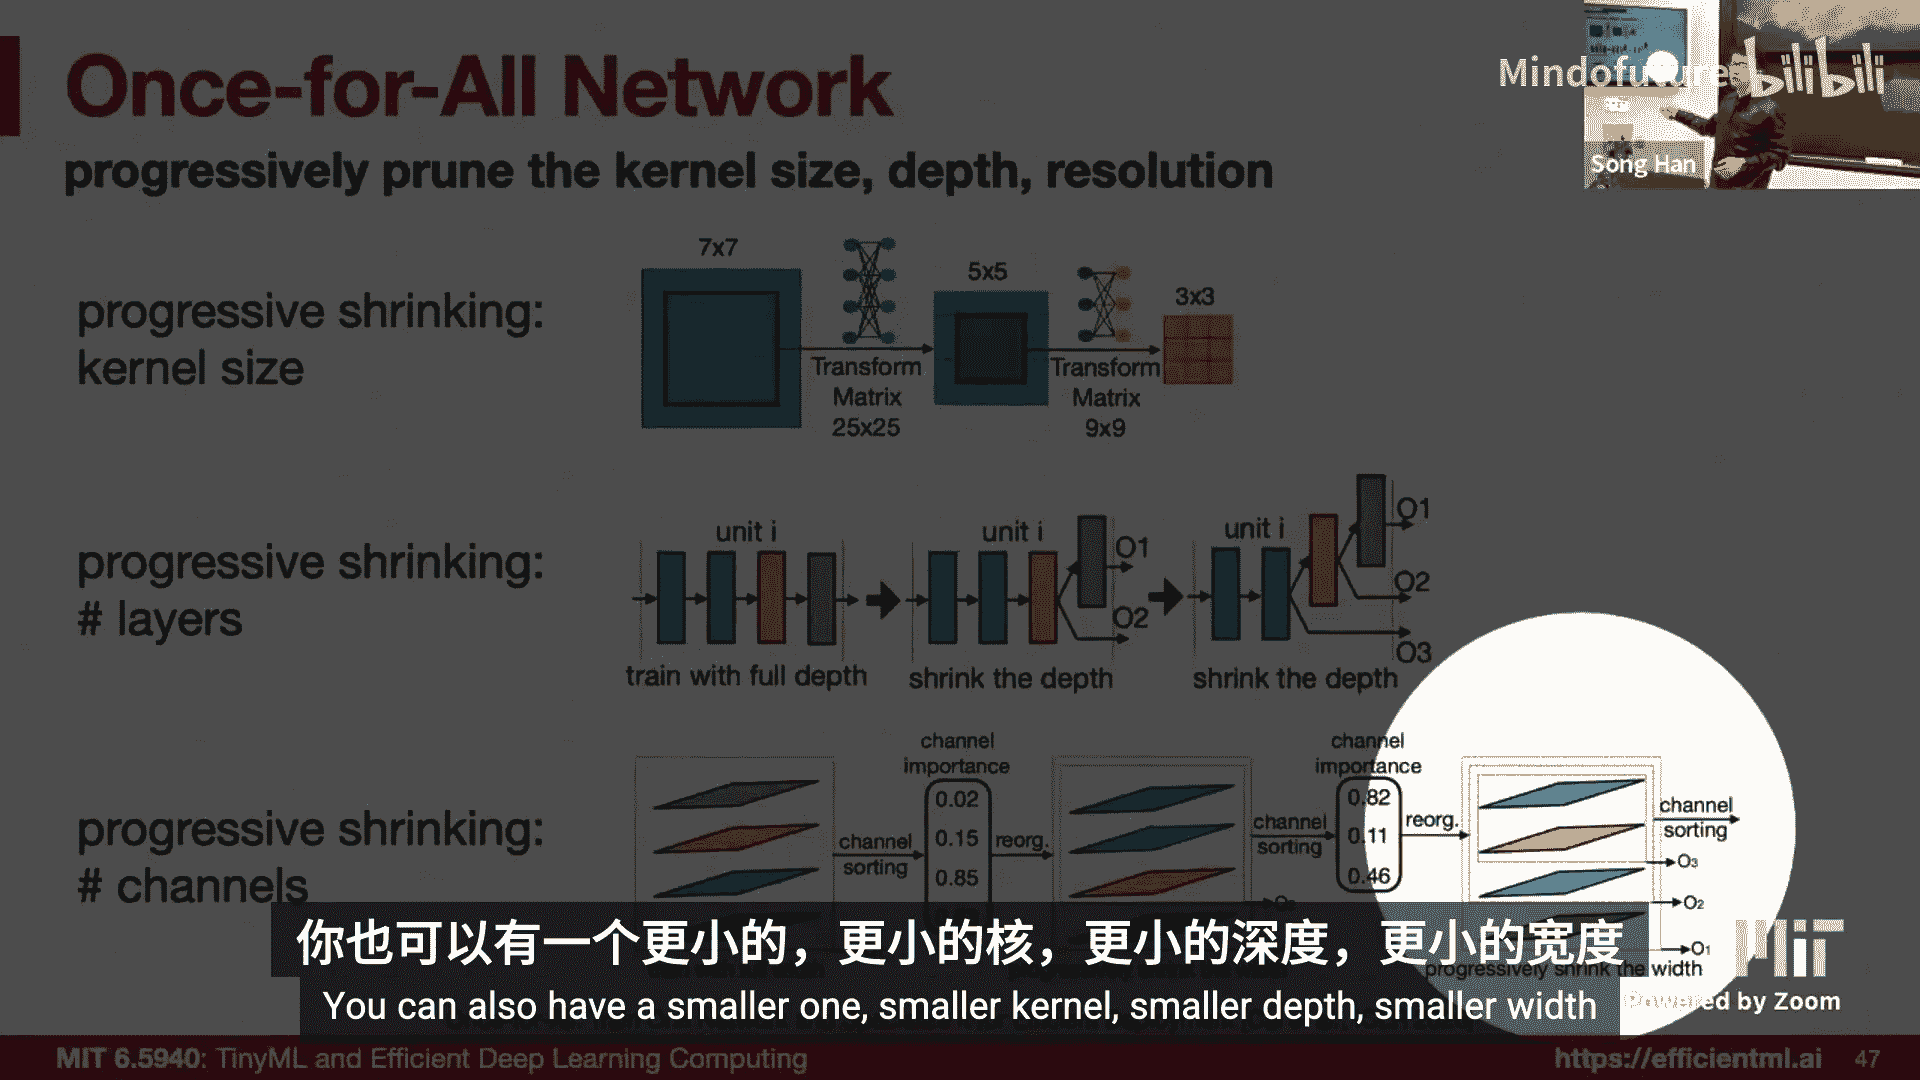 Once-for-All Network
progressively prune the kernel size, depth, resolution
Mindofuture
bilibili
Song Han
progressive shrinking:
kernel size
7x7
Transform
Matrix
25x25
5x5
Transform
Matrix
9x9
3x3
progressive shrinking:
# layers
unit i
train with full depth
unit i
O1
O2
shrink the depth
unit i
O1
O2
O3
shrink the depth
progressive shrinking:
# channels
channel
sorting
channel
importance
0.02
0.15
0.85
reorg.
channel
sorting
channel
importance
0.82
0.11
0.46
reorg.
channel
sorting
O3
O2
O1
progressively shrink the width
你也可以有一个更小的，更小的核，更小的深度，更小的宽度
You can also have a smaller one, smaller kernel, smaller depth, smaller width
MIT
Powered by Zoom
MIT 6.5940: TinyML and Efficient Deep Learning Computing
https://efficientml.ai
47